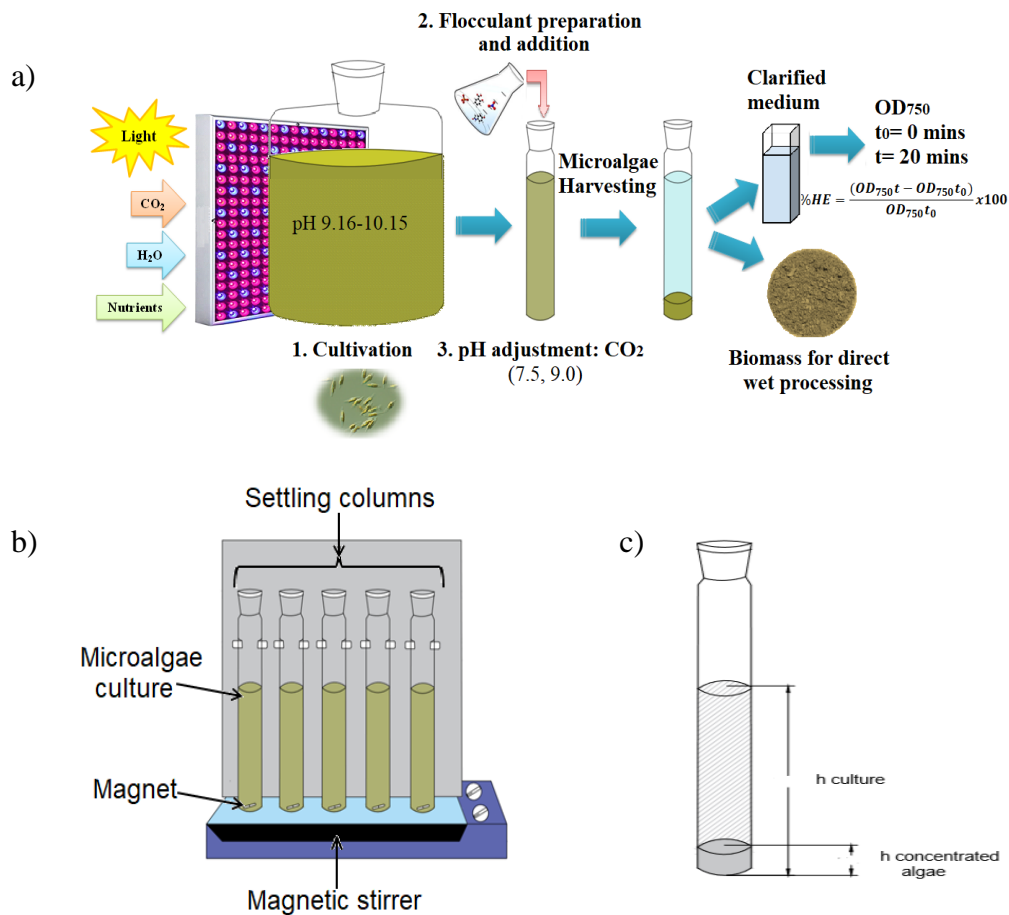 a)
2. Flocculant preparation
and addition
Light
CO₂
H₂O
Nutrients
pH 9.16-10.15
Microalgae
Harvesting
Clarified
medium
OD750
t0= 0 mins
t= 20 mins
%HE = (OD₇₅₀t − OD₇₅₀t₀) / OD₇₅₀t₀ x100
1. Cultivation
3. pH adjustment: CO₂
(7.5, 9.0)
Biomass for direct
wet processing
b)
Settling columns
Microalgae
culture
Magnet
Magnetic stirrer
c)
h culture
h concentrated
algae